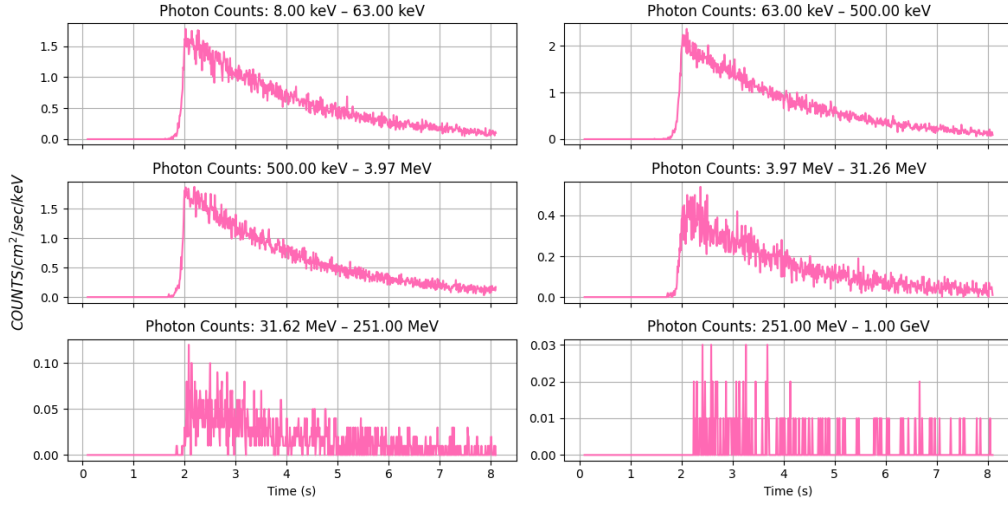 Photon Counts: 8.00 keV – 63.00 keV
1.5
1.0
0.5
0.0
Photon Counts: 63.00 keV – 500.00 keV
2
1
0
Photon Counts: 500.00 keV – 3.97 MeV
1.5
1.0
0.5
0.0
Photon Counts: 3.97 MeV – 31.26 MeV
0.4
0.2
0.0
COUNTS/cm²/sec/keV
Photon Counts: 31.62 MeV – 251.00 MeV
0.10
0.05
0.00
0 1 2 3 4 5 6 7 8
Time (s)
Photon Counts: 251.00 MeV – 1.00 GeV
0.03
0.02
0.01
0.00
0 1 2 3 4 5 6 7 8
Time (s)